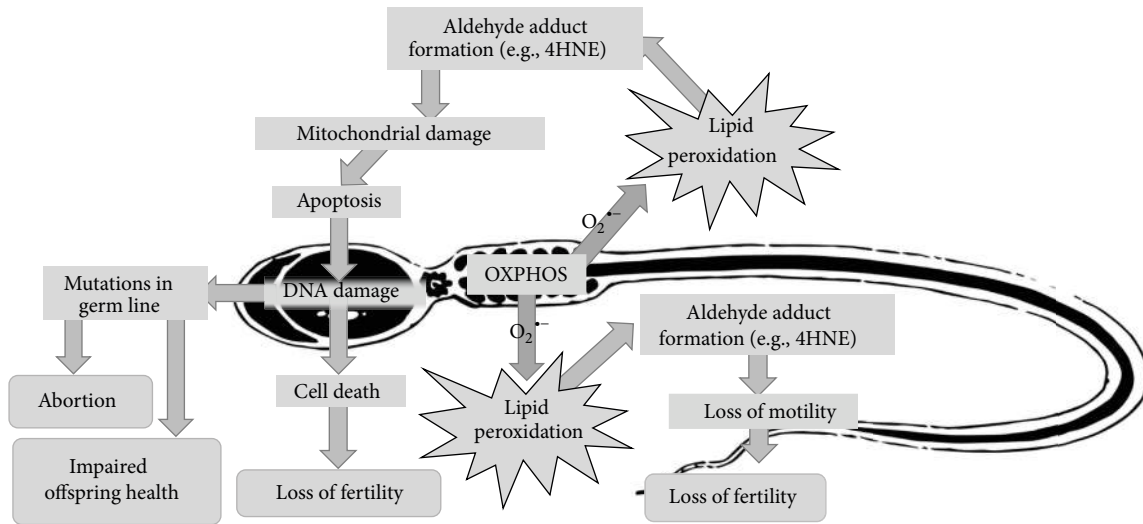 Aldehyde adduct
formation (e.g., 4HNE)
Lipid
peroxidation
Mitochondrial damage
Apoptosis
O₂•−
OXPHOS
Mutations in
germ line
DNA damage
O₂•−
Aldehyde adduct
formation (e.g., 4HNE)
Abortion
Cell death
Lipid
peroxidation
Loss of motility
Impaired
offspring health
Loss of fertility
Loss of fertility